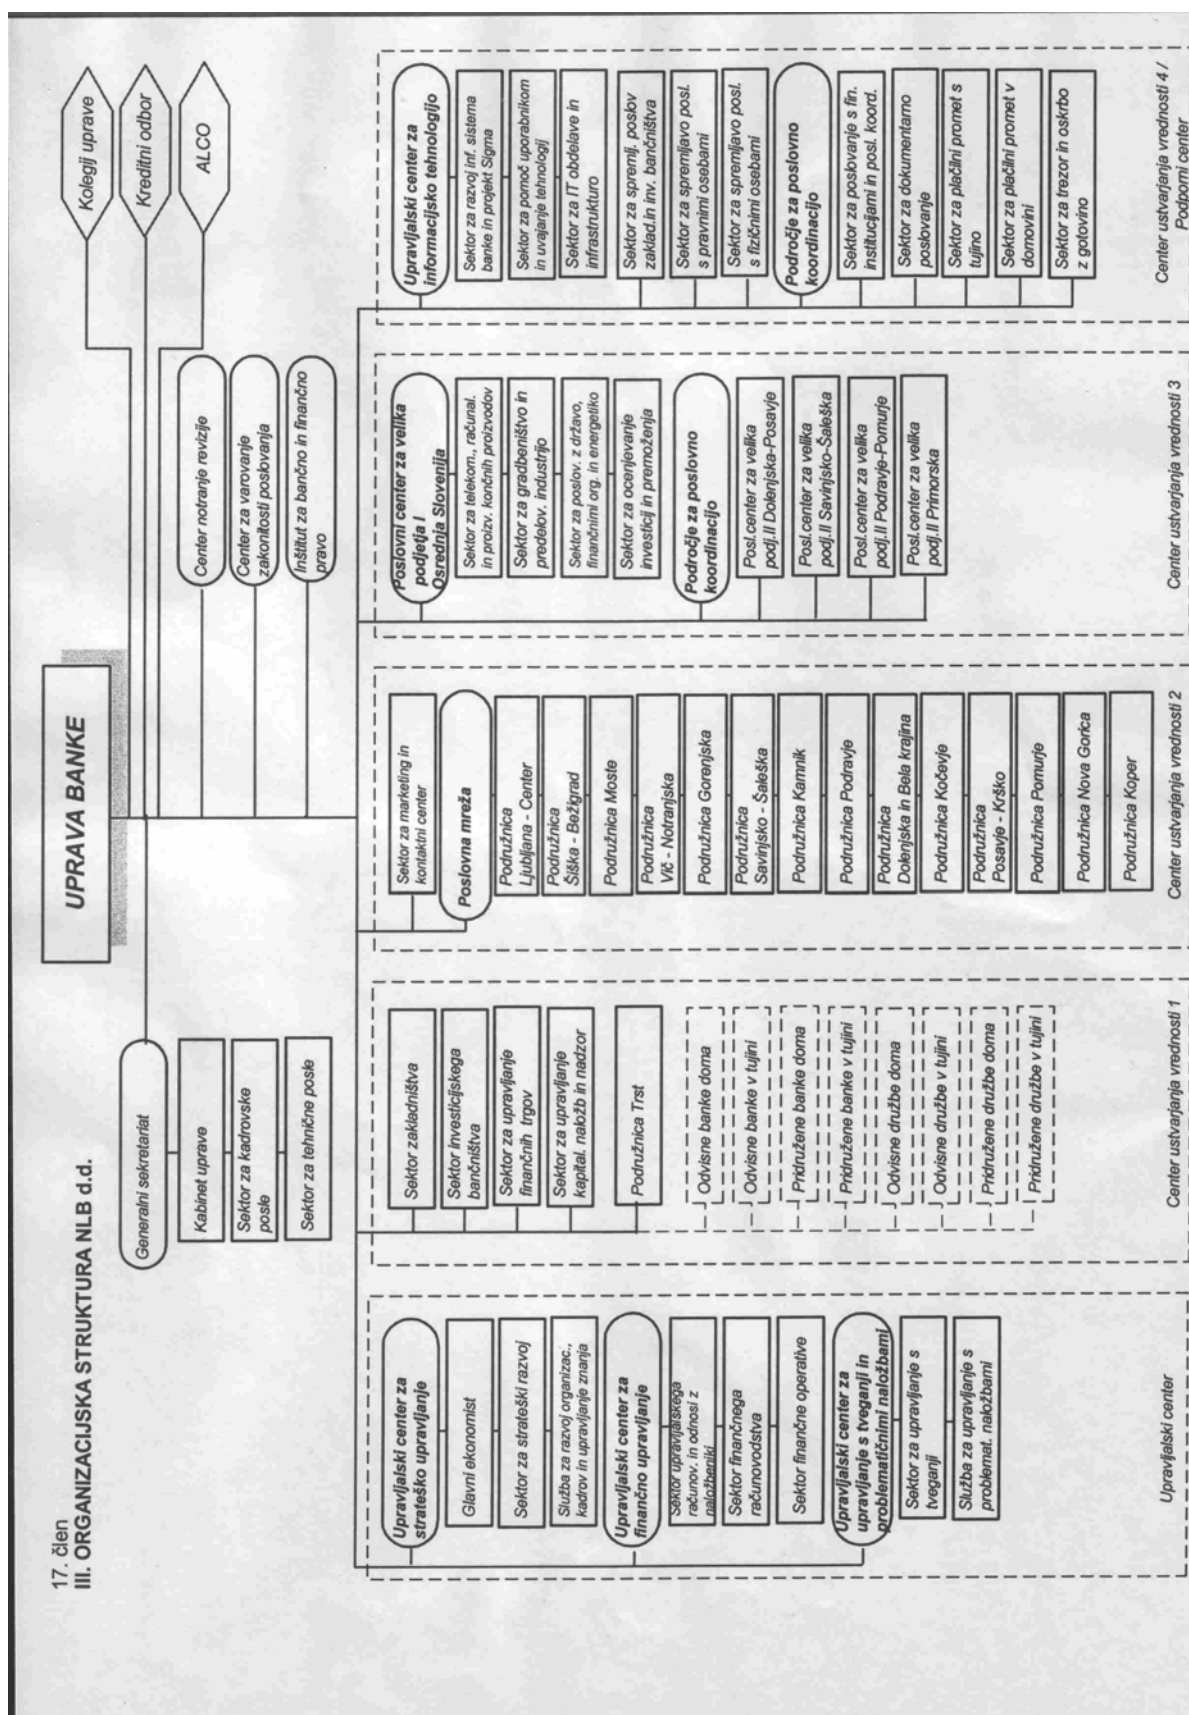 17. člen
III. ORGANIZACIJSKA STRUKTURA NLB d.d.
UPRAVA BANKE
Kolegij uprave
Kreditni odbor
ALCO
Generalni sekretariat
Kabinet uprave
Sektor za kadrovske
posle
Sektor za tehnične posle
Center notranje revizije
Center za varovanje
zakonitosti poslovanja
Inštitut za bančno in finančno
pravo
Upravljalski center za
strateško upravljanje
Glavni ekonomist
Sektor za strateški razvoj
Služba za razvoj organizac.,
kadrov in upravljanje znanja
Upravljalski center za
finančno upravljanje
Sektor upravljalskega
računov. in odnosi z
naložbeniki
Sektor finančnega
računovodstva
Sektor finančne operative
Upravljalski center za
upravljanje s tveganji in
problematičnimi naložbami
Sektor za upravljanje s
tveganji
Služba za upravljanje s
problemat. naložbami
Upravljalski center
Sektor zakladništva
Sektor investicijskega
bančništva
Sektor za upravljanje
finančnih trgov
Sektor za upravljanje
kapital. naložb in nadzor
Podružnica Trst
Odvisne banke doma
Odvisne banke v tujini
Pridružene banke doma
Pridružene banke v tujini
Odvisne družbe doma
Odvisne družbe v tujini
Pridružene družbe doma
Pridružene družbe v tujini
Center ustvarjanja vrednosti 1
Sektor za marketing in
kontaktni center
Poslovna mreža
Podružnica
Ljubljana - Center
Podružnica
Šiška - Bežigrad
Podružnica Moste
Podružnica
Vič - Notranjska
Podružnica Gorenjska
Podružnica
Savinjsko - Šaleška
Podružnica Kamnik
Podružnica Podravje
Podružnica
Dolenjska in Bela krajina
Podružnica Kočevje
Podružnica
Posavje - Krško
Podružnica Pomurje
Podružnica Nova Gorica
Podružnica Koper
Center ustvarjanja vrednosti 2
Poslovni center za velika
podjetja I
Osrednja Slovenija
Sektor za telekom., računal.
in proizv. končnih proizvodov
Sektor za gradbeništvo in
predelov. industrijo
Sektor za poslov. z državo,
finančnimi org. in energetiko
Sektor za ocenjevanje
investicij in premoženja
Področje za poslovno
koordinacijo
Posl.center za velika
podj.II Dolenjska-Posavje
Posl.center za velika
podj.II Savinjsko-Šaleška
Posl.center za velika
podj.II Podravje-Pomurje
Posl.center za velika
podj.II Primorska
Center ustvarjanja vrednosti 3
Upravljalski center za
informacijsko tehnologijo
Sektor za razvoj inf. sistema
banke in projekt Sigma
Sektor za pomoč uporabnikom
in uvajanje tehnologij
Sektor za IT obdelave in
infrastrukturo
Sektor za spremlj. poslov
zaklad.in inv. bančništva
Sektor za spremljavo posl.
s pravnimi osebami
Sektor za spremljavo posl.
s fizičnimi osebami
Področje za poslovno
koordinacijo
Sektor za poslovanje s fin.
institucijami in posl. koord.
Sektor za dokumentarno
poslovanje
Sektor za plačilni promet s
tujino
Sektor za plačilni promet v
domovini
Sektor za trezor in oskrbo
z gotovino
Center ustvarjanja vrednosti 4 /
Podporni center